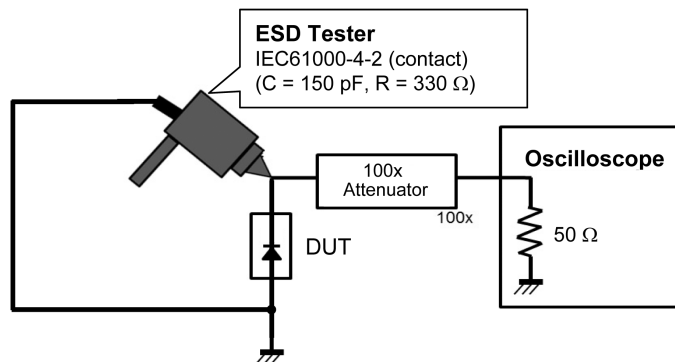 ESD Tester
IEC61000-4-2 (contact)
(C = 150 pF, R = 330 Ω)
100x
Attenuator
100x
Oscilloscope
50 Ω
DUT